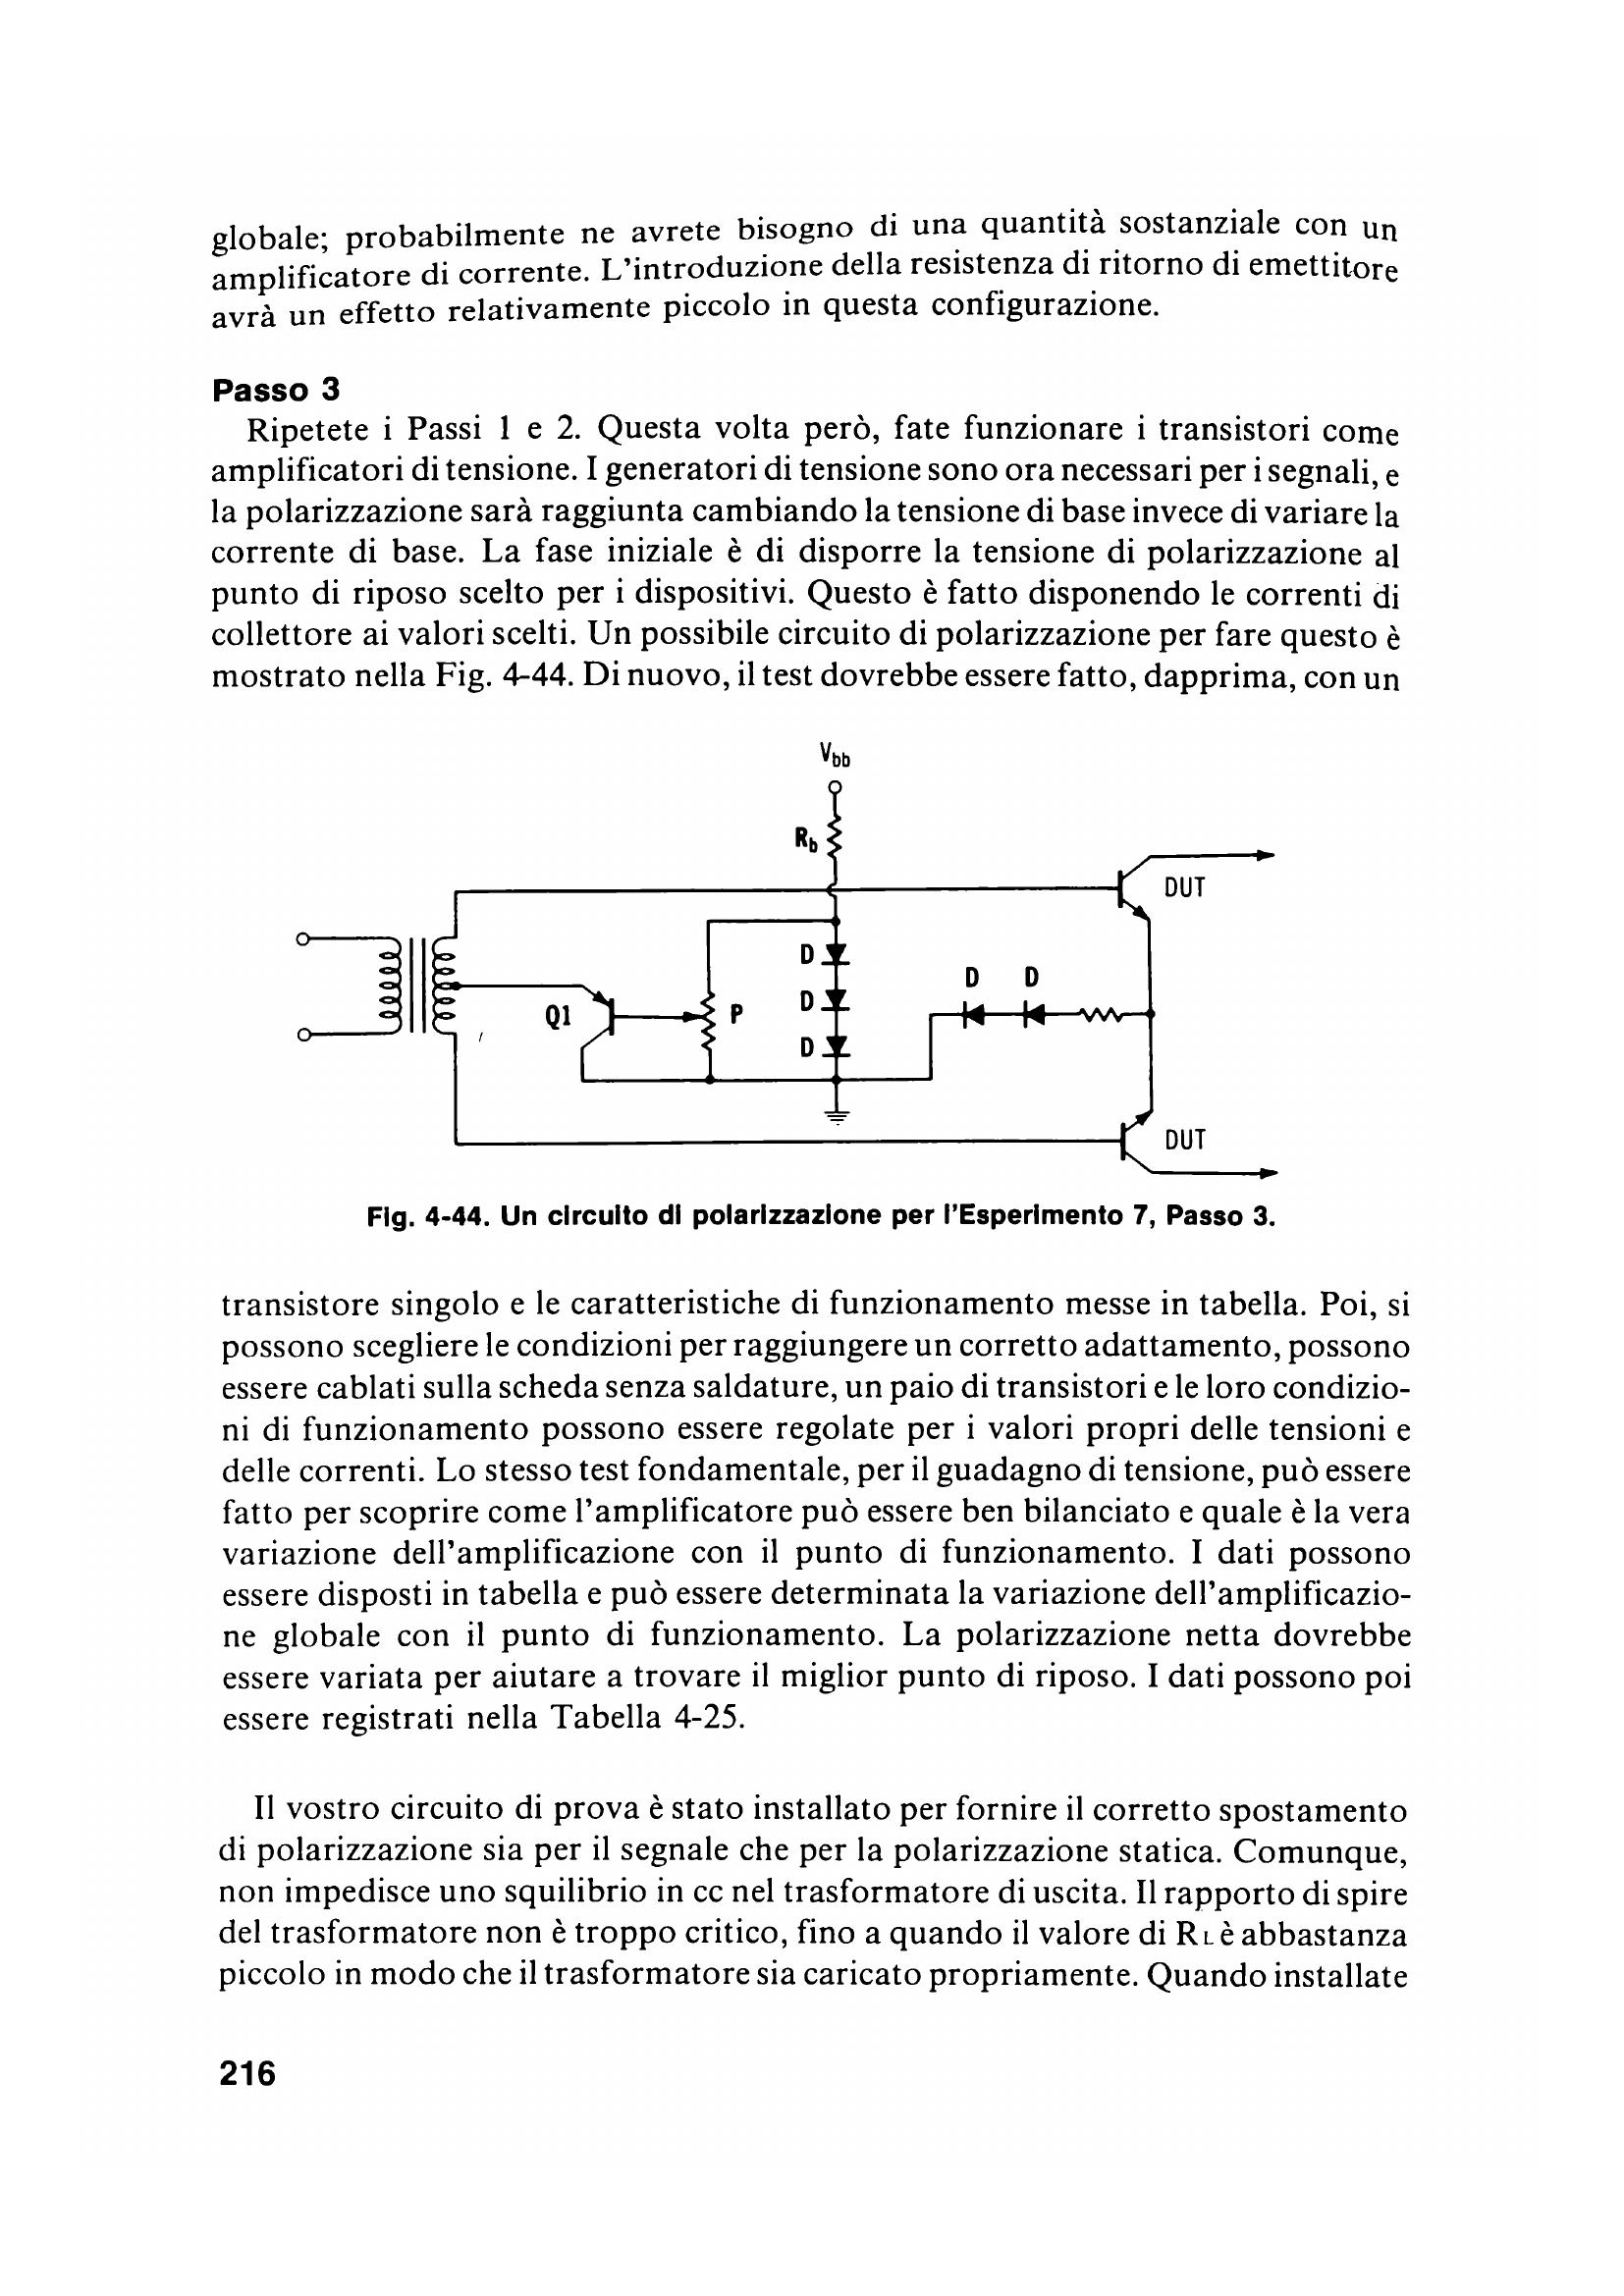 globale; probabilmente ne avrete bisogno di una quantità sostanziale con un
amplificatore di corrente. L'introduzione della resistenza di ritorno di emettitore
avrà un effetto relativamente piccolo in questa configurazione.
Passo 3
Ripetete i Passi 1 e 2. Questa volta però, fate funzionare i transistori come
amplificatori di tensione. I generatori di tensione sono ora necessari per i segnali, e
la polarizzazione sarà raggiunta cambiando la tensione di base invece di variare la
corrente di base. La fase iniziale è di disporre la tensione di polarizzazione al
punto di riposo scelto per i dispositivi. Questo è fatto disponendo le correnti di
collettore ai valori scelti. Un possibile circuito di polarizzazione per fare questo è
mostrato nella Fig. 4-44. Di nuovo, il test dovrebbe essere fatto, dapprima, con un
Vbb
Rb
DUT
D
D D
Q1
P
D
D
DUT
Fig. 4-44. Un circuito di polarizzazione per l'Esperimento 7, Passo 3.
transistore singolo e le caratteristiche di funzionamento messe in tabella. Poi, si
possono scegliere le condizioni per raggiungere un corretto adattamento, possono
essere cablati sulla scheda senza saldature, un paio di transistori e le loro condizio-
ni di funzionamento possono essere regolate per i valori propri delle tensioni e
delle correnti. Lo stesso test fondamentale, per il guadagno di tensione, può essere
fatto per scoprire come l'amplificatore può essere ben bilanciato e quale è la vera
variazione dell'amplificazione con il punto di funzionamento. I dati possono
essere disposti in tabella e può essere determinata la variazione dell'amplificazio-
ne globale con il punto di funzionamento. La polarizzazione netta dovrebbe
essere variata per aiutare a trovare il miglior punto di riposo. I dati possono poi
essere registrati nella Tabella 4-25.
Il vostro circuito di prova è stato installato per fornire il corretto spostamento
di polarizzazione sia per il segnale che per la polarizzazione statica. Comunque,
non impedisce uno squilibrio in cc nel trasformatore di uscita. Il rapporto di spire
del trasformatore non è troppo critico, fino a quando il valore di RL è abbastanza
piccolo in modo che il trasformatore sia caricato propriamente. Quando installate
216